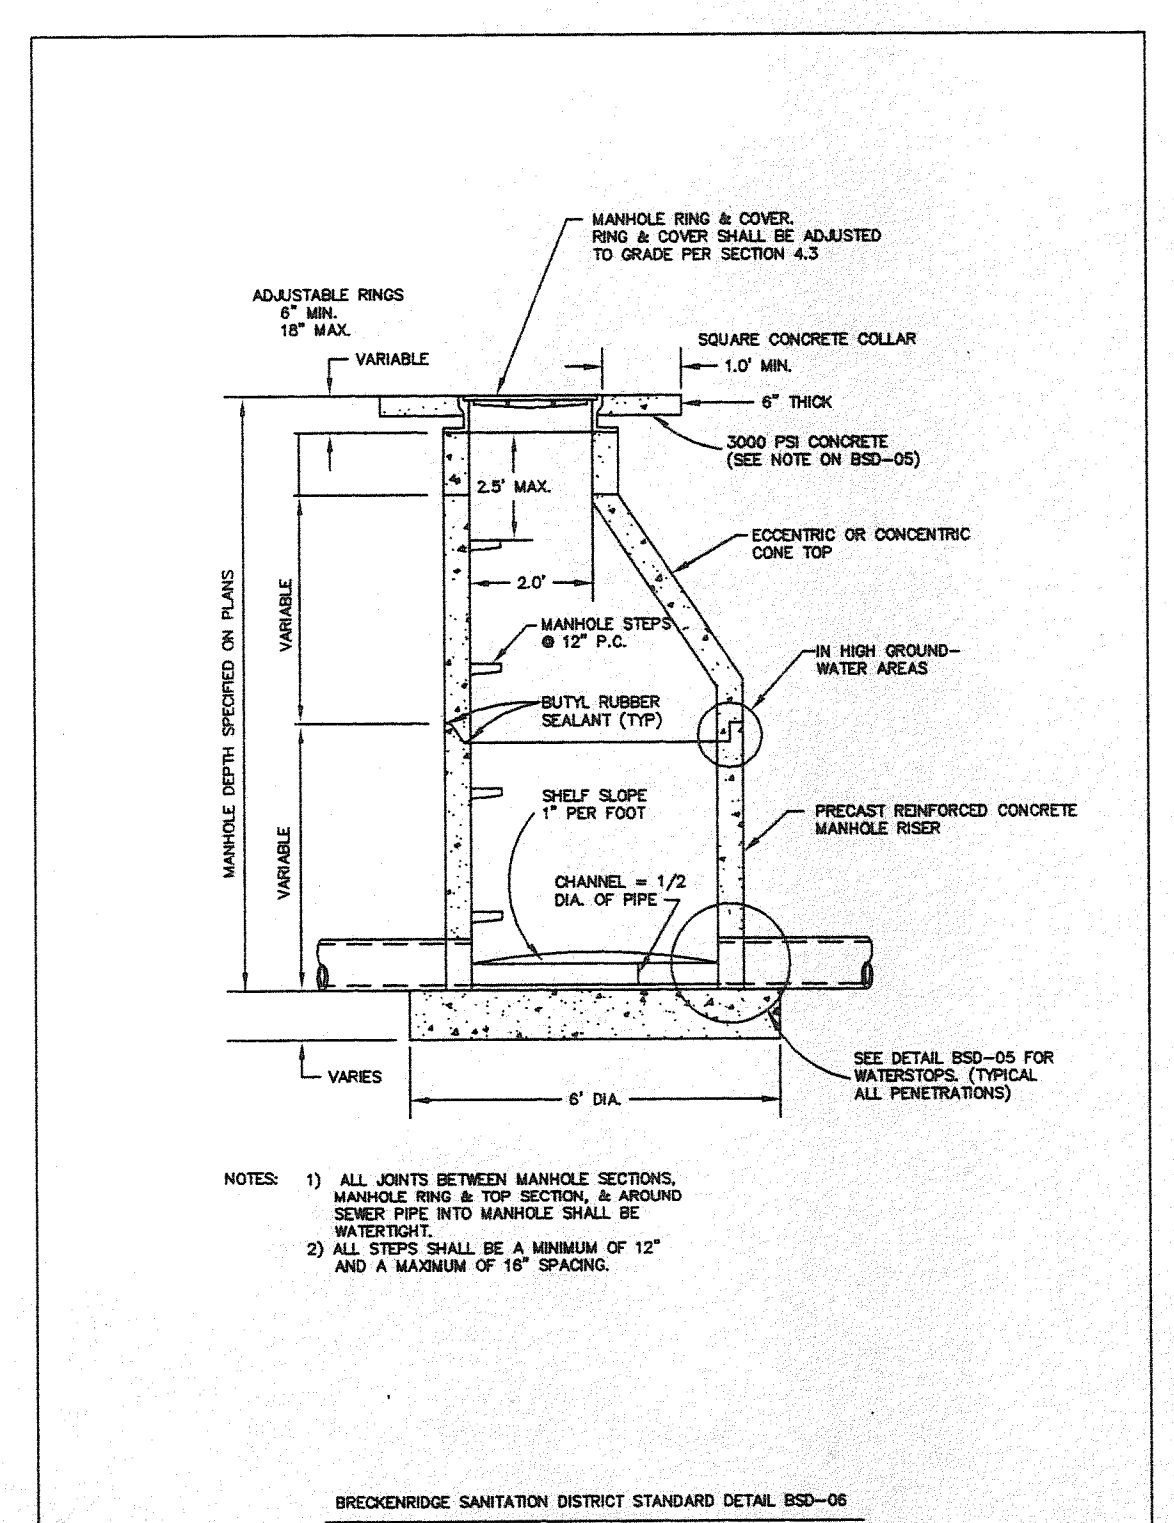 MANHOLE RING & COVER.
RING & COVER SHALL BE ADJUSTED
TO GRADE PER SECTION 4.3
ADJUSTABLE RINGS
6" MIN.
18" MAX.
VARIABLE
SQUARE CONCRETE COLLAR
1.0' MIN.
6" THICK
3000 PSI CONCRETE
(SEE NOTE ON BSD-05)
2.5' MAX.
ECCENTRIC OR CONCENTRIC
CONE TOP
2.0'
MANHOLE DEPTH SPECIFIED ON PLANS
VARIABLE
MANHOLE STEPS
@ 12" P.C.
IN HIGH GROUND-
WATER AREAS
BUTYL RUBBER
SEALANT (TYP)
SHELF SLOPE
1" PER FOOT
PRECAST REINFORCED CONCRETE
MANHOLE RISER
VARIABLE
CHANNEL = 1/2
DIA. OF PIPE
SEE DETAIL BSD-05 FOR
WATERSTOPS. (TYPICAL
ALL PENETRATIONS)
VARIES
6' DIA.
NOTES: 1) ALL JOINTS BETWEEN MANHOLE SECTIONS,
MANHOLE RING & TOP SECTION, & AROUND
SEWER PIPE INTO MANHOLE SHALL BE
WATERTIGHT.
2) ALL STEPS SHALL BE A MINIMUM OF 12"
AND A MAXIMUM OF 16" SPACING.
BRECKENRIDGE SANITATION DISTRICT STANDARD DETAIL BSD-06